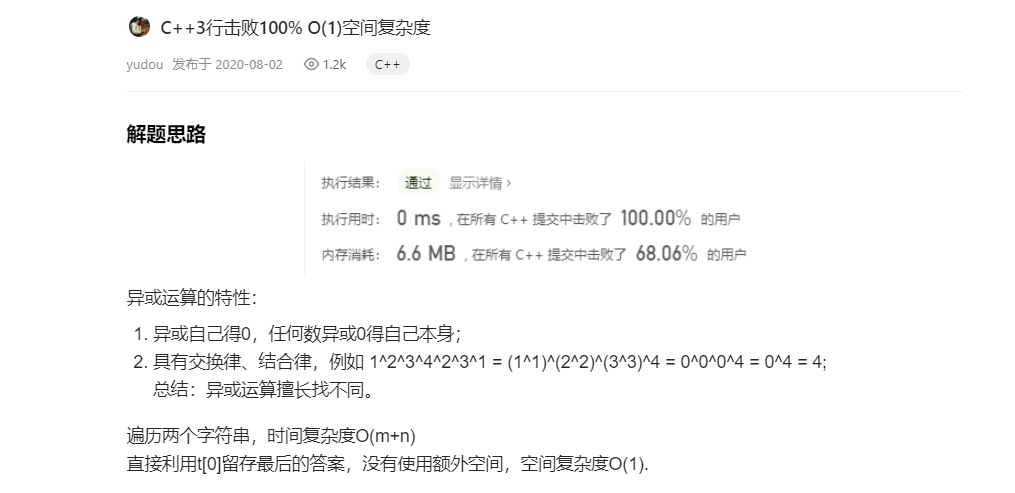 C++3行击败100% O(1)空间复杂度
yudou 发布于 2020-08-02 1.2k C++
解题思路
执行结果： 通过 显示详情 ›
执行用时： 0 ms , 在所有 C++ 提交中击败了 100.00% 的用户
内存消耗： 6.6 MB , 在所有 C++ 提交中击败了 68.06% 的用户
异或运算的特性：
1. 异或自己得0，任何数异或0得自己本身；
2. 具有交换律、结合律，例如 1^2^3^4^2^3^1 = (1^1)^(2^2)^(3^3)^4 = 0^0^0^4 = 0^4 = 4;
总结：异或运算擅长找不同。
遍历两个字符串，时间复杂度O(m+n)
直接利用t[0]留存最后的答案，没有使用额外空间，空间复杂度O(1).